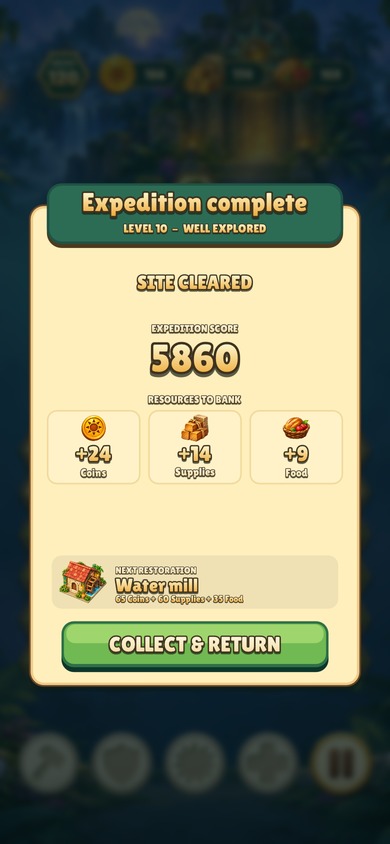 Expedition complete
LEVEL 10 – WELL EXPLORED
SITE CLEARED
EXPEDITION SCORE
5860
RESOURCES TO BANK
+24
Coins
+14
Supplies
+9
Food
NEXT RESTORATION
Water mill
65 Coins + 60 Supplies + 35 Food
COLLECT & RETURN